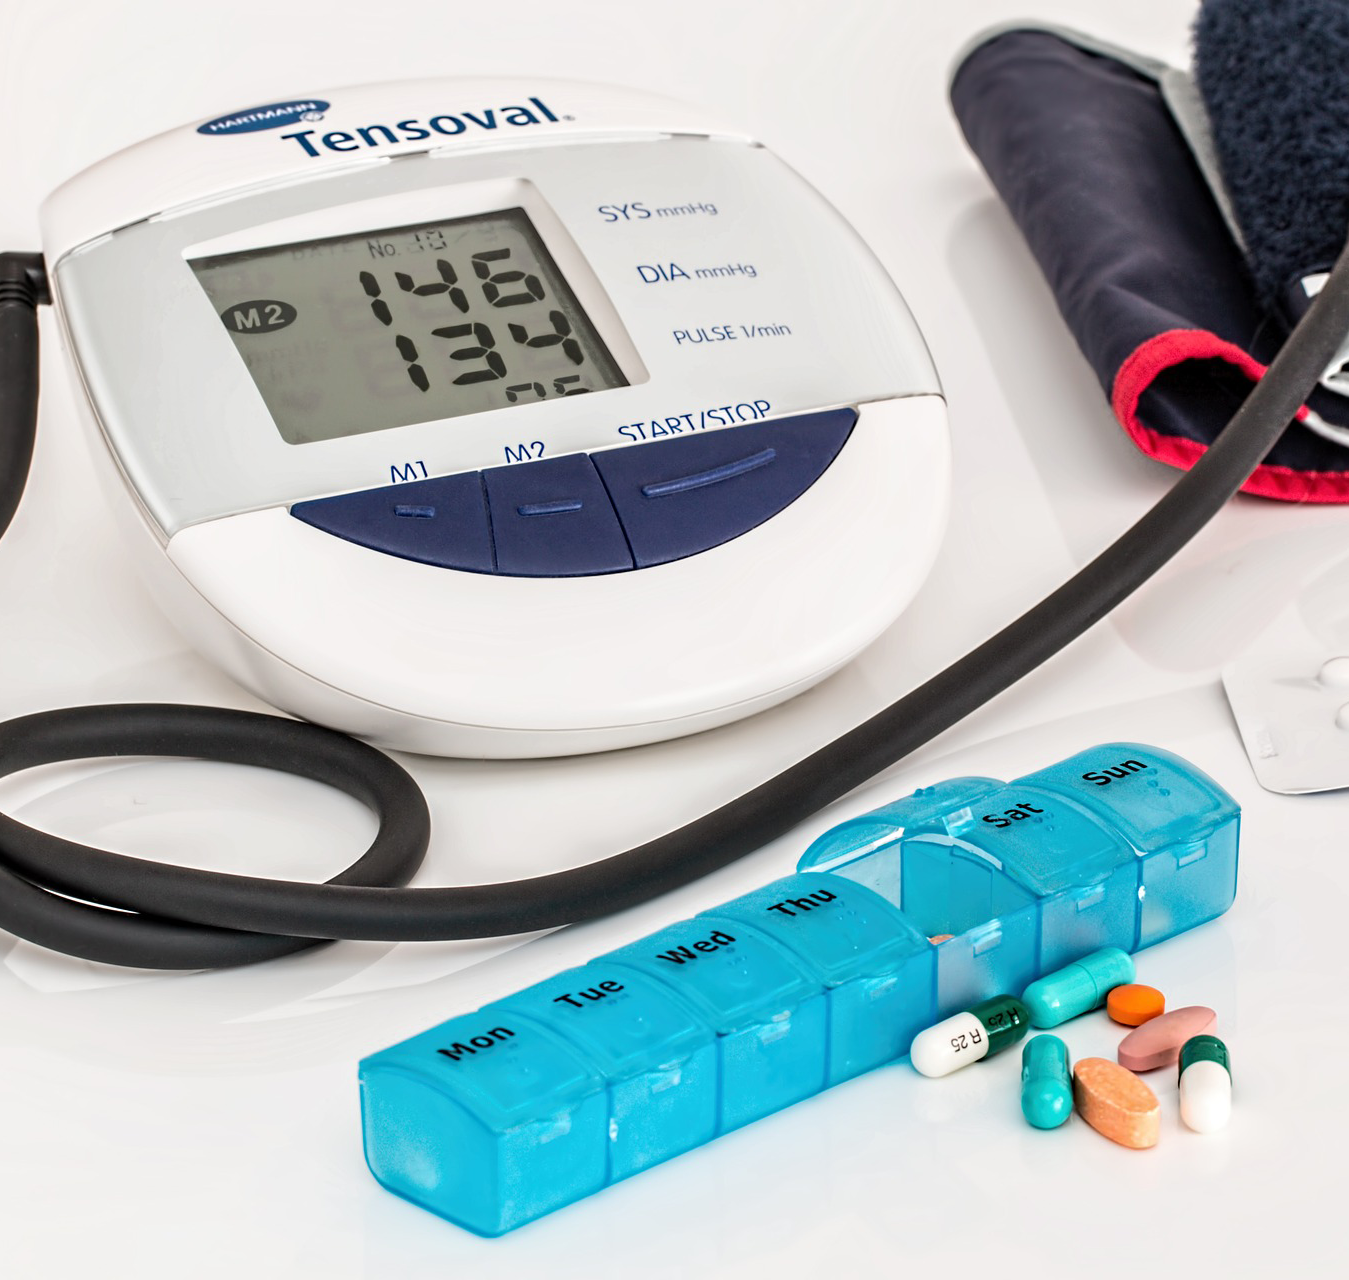 HARTMANN
Tensoval®
SYS mmHg
DIA mmHg
PULSE 1/min
No. 10
M2
146
134
M1
M2
START/STOP
Sun
Sat
Thu
Wed
Tue
Mon
R 25
R 25